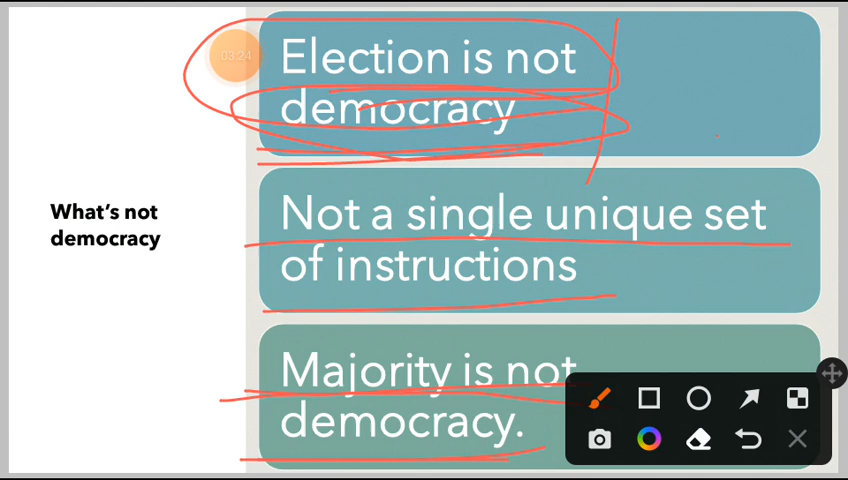 03:24
Election is not
democracy
What's not
democracy
Not a single unique set
of instructions
Majority is not
democracy.